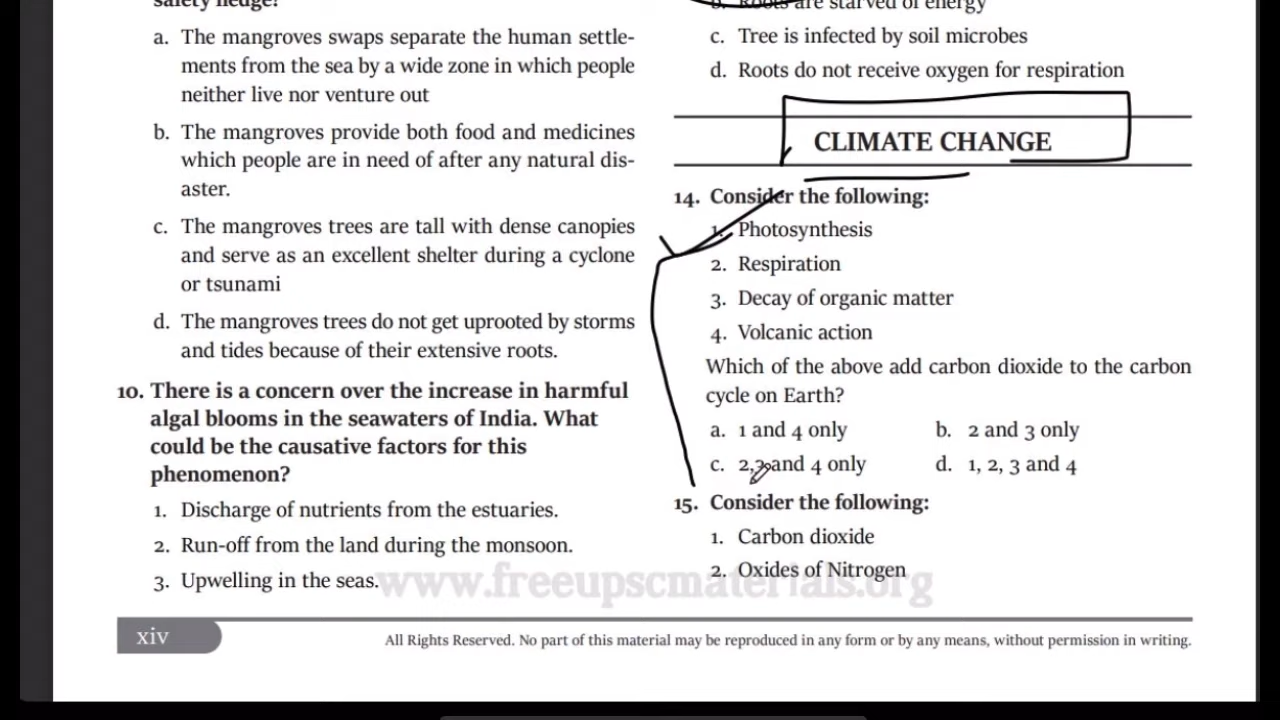 safety hedge?
a. The mangroves swaps separate the human settle-
ments from the sea by a wide zone in which people
neither live nor venture out
b. The mangroves provide both food and medicines
which people are in need of after any natural dis-
aster.
c. The mangroves trees are tall with dense canopies
and serve as an excellent shelter during a cyclone
or tsunami
d. The mangroves trees do not get uprooted by storms
and tides because of their extensive roots.
10. There is a concern over the increase in harmful
algal blooms in the seawaters of India. What
could be the causative factors for this
phenomenon?
1. Discharge of nutrients from the estuaries.
2. Run-off from the land during the monsoon.
3. Upwelling in the seas.
b. Roots are starved of energy
c. Tree is infected by soil microbes
d. Roots do not receive oxygen for respiration
CLIMATE CHANGE
14. Consider the following:
1. Photosynthesis
2. Respiration
3. Decay of organic matter
4. Volcanic action
Which of the above add carbon dioxide to the carbon
cycle on Earth?
a. 1 and 4 only b. 2 and 3 only
c. 2,3 and 4 only d. 1, 2, 3 and 4
15. Consider the following:
1. Carbon dioxide
2. Oxides of Nitrogen
www.freeupscmaterials.org
xiv
All Rights Reserved. No part of this material may be reproduced in any form or by any means, without permission in writing.